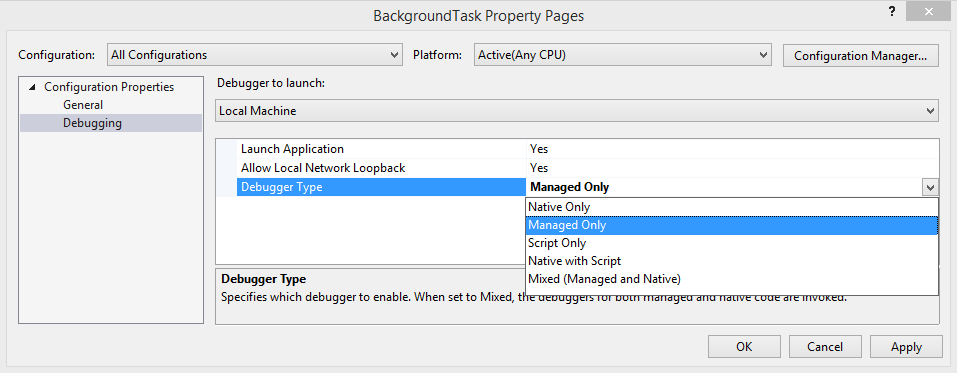 BackgroundTask Property Pages
?
Configuration: All Configurations Platform: Active(Any CPU) Configuration Manager...
Configuration Properties
General
Debugging
Debugger to launch:
Local Machine
Launch Application Yes
Allow Local Network Loopback Yes
Debugger Type Managed Only
Native Only
Managed Only
Script Only
Native with Script
Mixed (Managed and Native)
Debugger Type
Specifies which debugger to enable. When set to Mixed, the debuggers for both managed and native code are invoked.
OK Cancel Apply